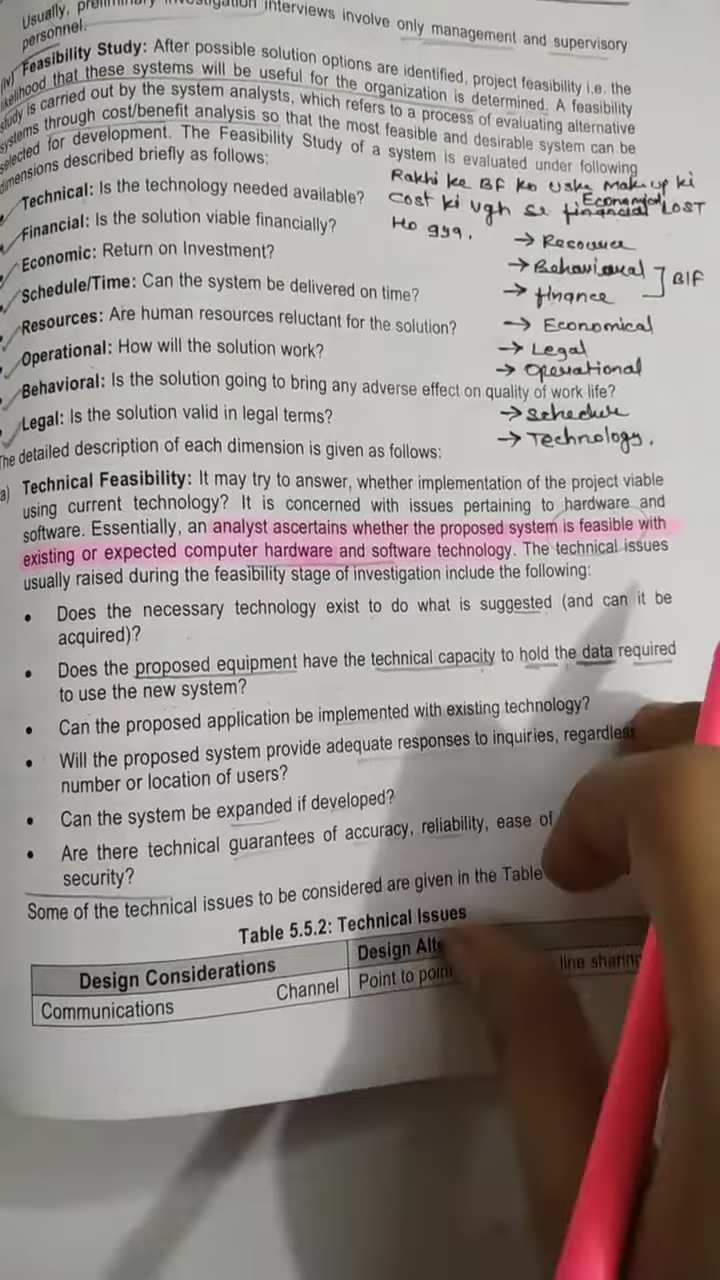 Usually, preliminary investigation interviews involve only management and supervisory
personnel.
(iv) Feasibility Study: After possible solution options are identified, project feasibility i.e. the
likelihood that these systems will be useful for the organization is determined. A feasibility
study is carried out by the system analysts, which refers to a process of evaluating alternative
systems through cost/benefit analysis so that the most feasible and desirable system can be
selected for development. The Feasibility Study of a system is evaluated under following
dimensions described briefly as follows:
Rakhi ke BF ko uske Makeup ki
Cost ki vgh se financial Economical LOST
Ho gya.
Technical: Is the technology needed available?
Financial: Is the solution viable financially?
→ Resource
Economic: Return on Investment?
→ Behavioural ] BIF
Schedule/Time: Can the system be delivered on time?
→ finance
Resources: Are human resources reluctant for the solution?
→ Economical
Operational: How will the solution work?
→ Legal
→ Operational
Behavioral: Is the solution going to bring any adverse effect on quality of work life?
Legal: Is the solution valid in legal terms?
→ Schedule
→ Technology.
The detailed description of each dimension is given as follows:
a) Technical Feasibility: It may try to answer, whether implementation of the project viable
using current technology? It is concerned with issues pertaining to hardware and
software. Essentially, an analyst ascertains whether the proposed system is feasible with
existing or expected computer hardware and software technology. The technical issues
usually raised during the feasibility stage of investigation include the following:
• Does the necessary technology exist to do what is suggested (and can it be
acquired)?
• Does the proposed equipment have the technical capacity to hold the data required
to use the new system?
• Can the proposed application be implemented with existing technology?
• Will the proposed system provide adequate responses to inquiries, regardless
number or location of users?
• Can the system be expanded if developed?
• Are there technical guarantees of accuracy, reliability, ease of
security?
Some of the technical issues to be considered are given in the Table
Table 5.5.2: Technical Issues
Design Considerations Design Alte
Communications Channel Point to point line sharing